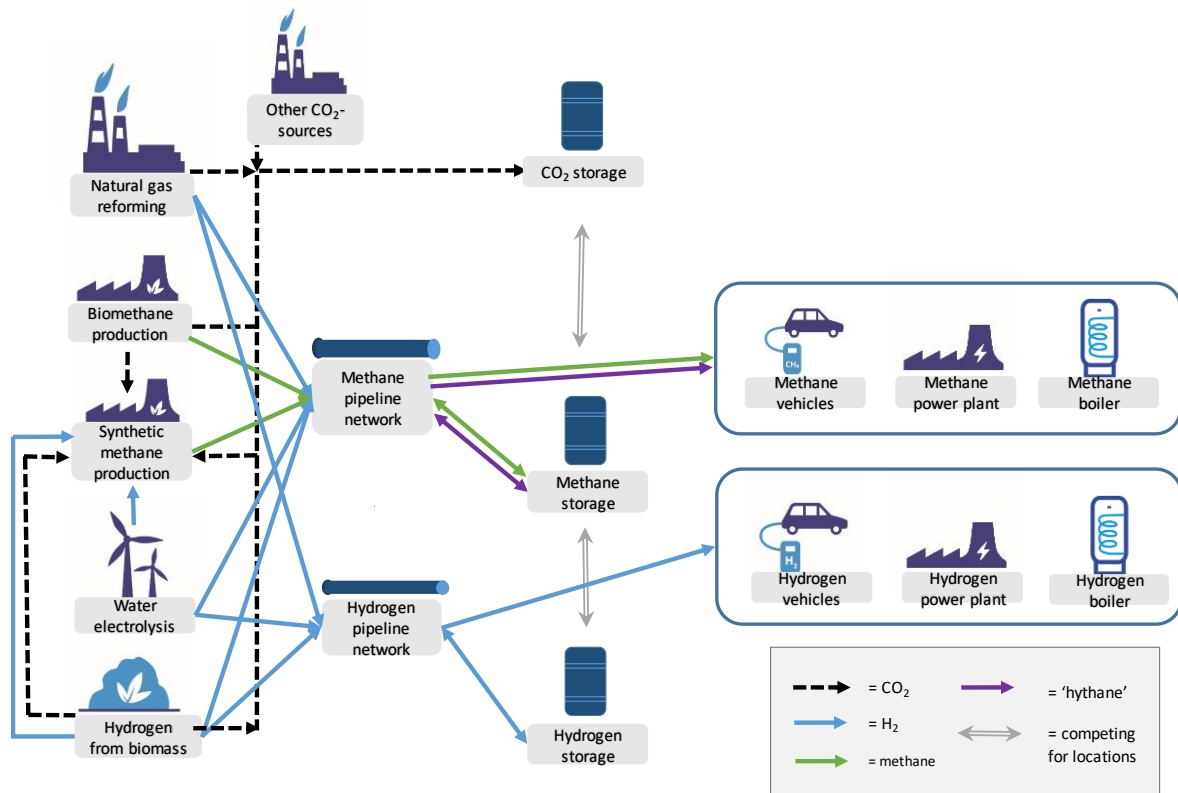 Other CO₂-
sources
Natural gas
reforming
CO₂ storage
Biomethane
production
Methane
pipeline
network
CH₄
Methane
vehicles
Methane
power plant
Methane
boiler
Synthetic
methane
production
Methane
storage
Water
electrolysis
Hydrogen
pipeline
network
H₂
Hydrogen
vehicles
Hydrogen
power plant
Hydrogen
boiler
Hydrogen
from biomass
Hydrogen
storage
= CO₂
= H₂
= methane
= ‘hythane’
= competing
for locations